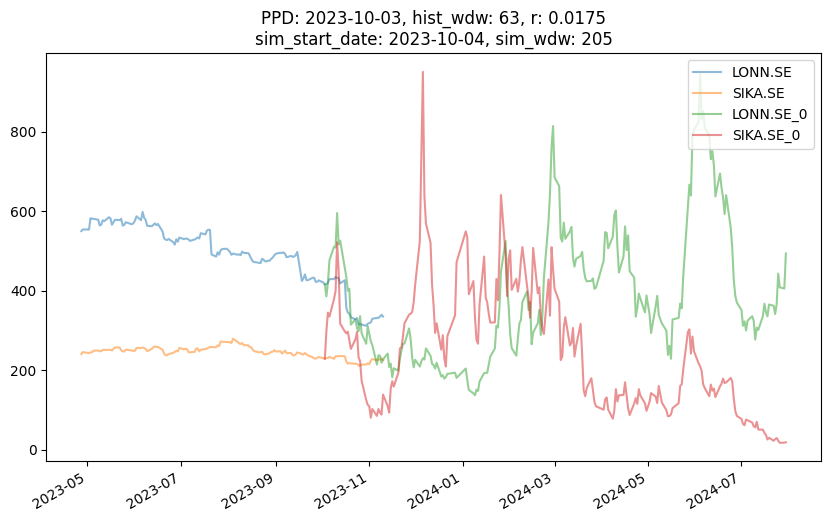 PPD: 2023-10-03, hist_wdw: 63, r: 0.0175
sim_start_date: 2023-10-04, sim_wdw: 205
LONN.SE
SIKA.SE
LONN.SE_0
SIKA.SE_0
800
600
400
200
0
2023-05
2023-07
2023-09
2023-11
2024-01
2024-03
2024-05
2024-07